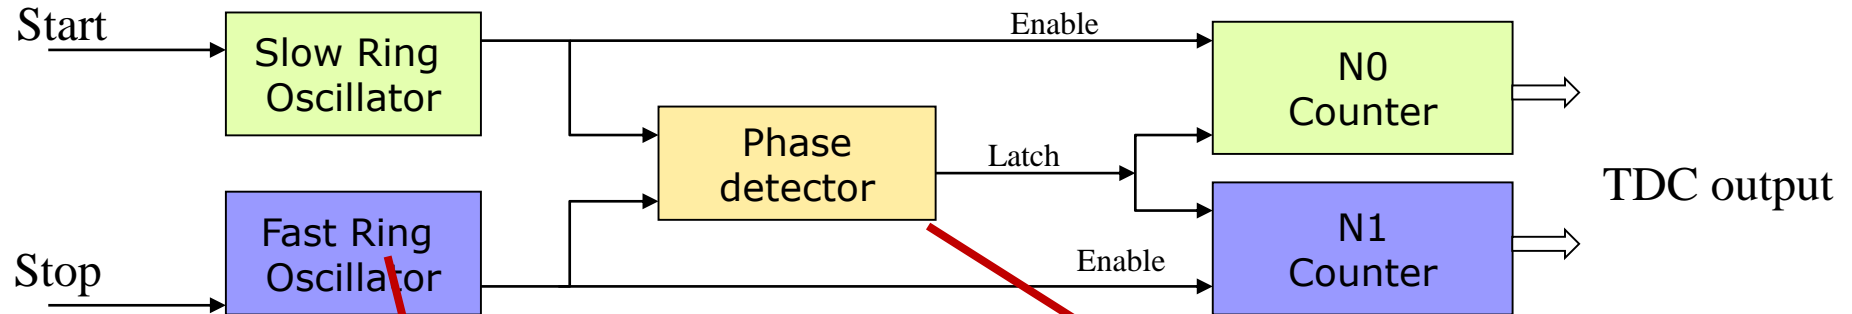 Start
Slow Ring
Oscillator
Enable
N0
Counter
Phase
detector
Latch
TDC output
Fast Ring
Oscillator
Stop
Enable
N1
Counter